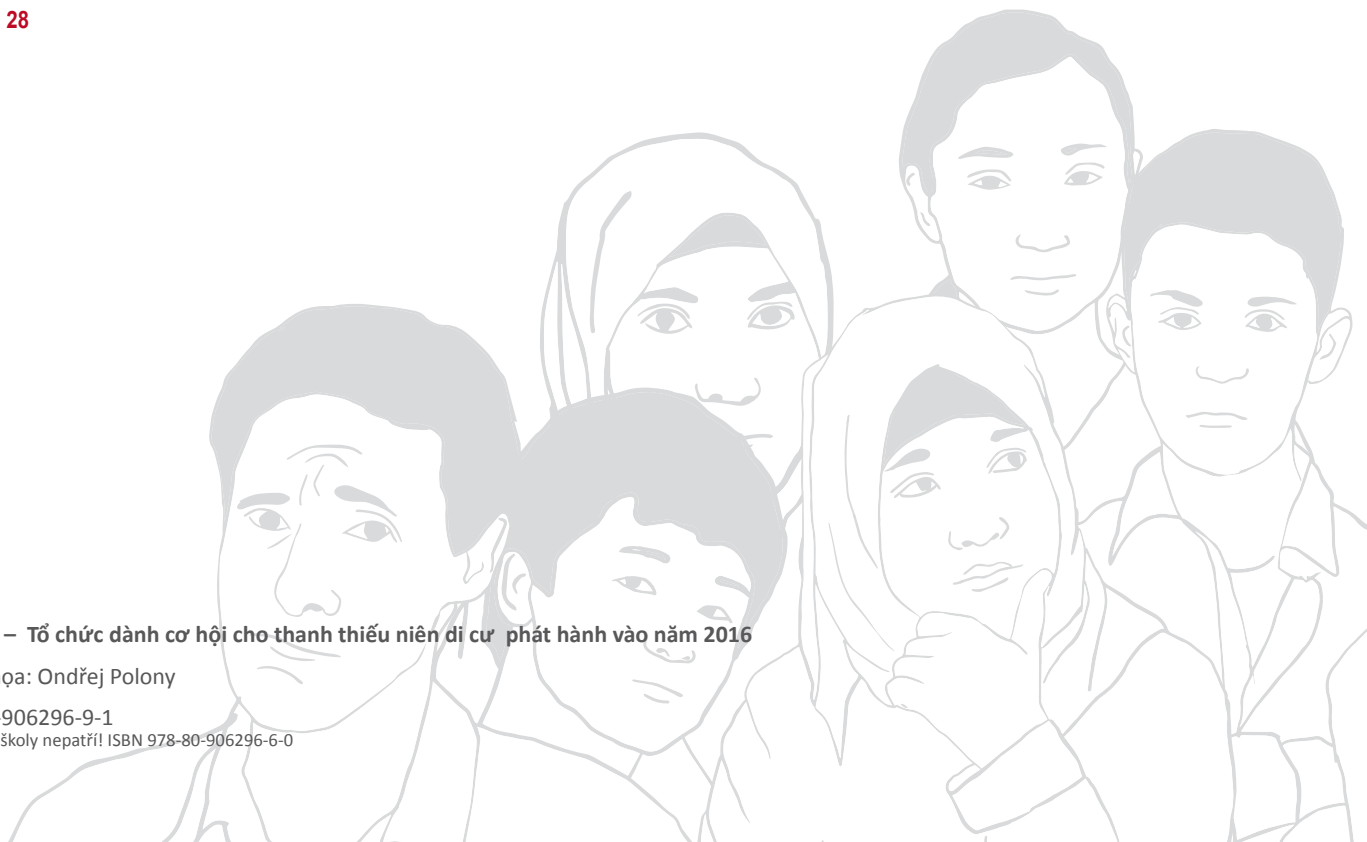 28
– Tổ chức dành cơ hội cho thanh thiếu niên di cư phát hành vào năm 2016
ọa: Ondřej Polony
-906296-9-1
školy nepatří! ISBN 978-80-906296-6-0